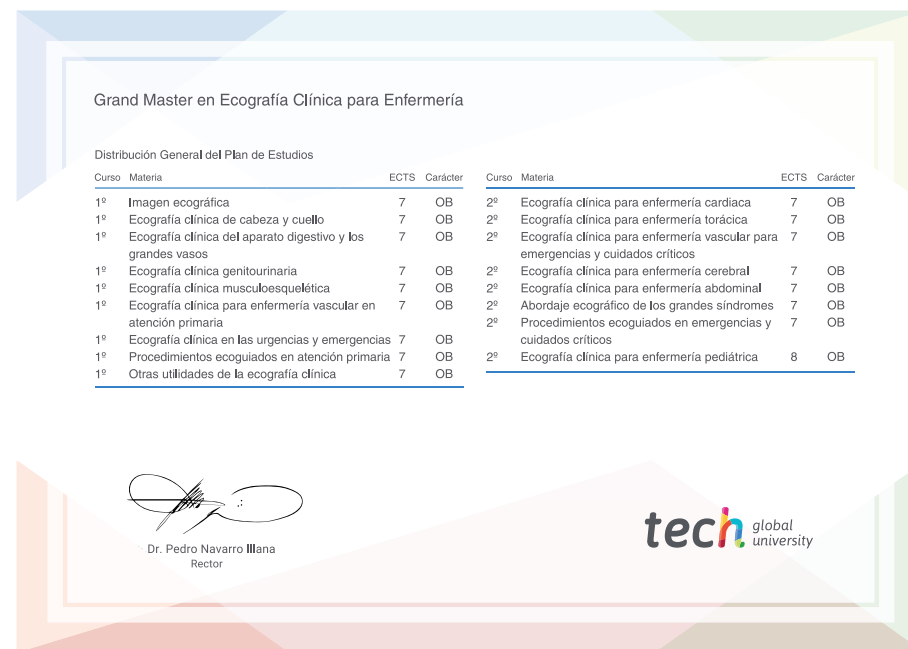 Grand Master en Ecografía Clínica para Enfermería
Distribución General del Plan de Estudios
Curso Materia ECTS Carácter
1º Imagen ecográfica 7 OB
1º Ecografía clínica de cabeza y cuello 7 OB
1º Ecografía clínica del aparato digestivo y los 7 OB
grandes vasos
1º Ecografía clínica genitourinaria 7 OB
1º Ecografía clínica musculoesquelética 7 OB
1º Ecografía clínica para enfermería vascular en 7 OB
atención primaria
1º Ecografía clínica en las urgencias y emergencias 7 OB
1º Procedimientos ecoguiados en atención primaria 7 OB
1º Otras utilidades de la ecografía clínica 7 OB
Curso Materia ECTS Carácter
2º Ecografía clínica para enfermería cardiaca 7 OB
2º Ecografía clínica para enfermería torácica 7 OB
2º Ecografía clínica para enfermería vascular para 7 OB
emergencias y cuidados críticos
2º Ecografía clínica para enfermería cerebral 7 OB
2º Ecografía clínica para enfermería abdominal 7 OB
2º Abordaje ecográfico de los grandes síndromes 7 OB
2º Procedimientos ecoguiados en emergencias y 7 OB
cuidados críticos
2º Ecografía clínica para enfermería pediátrica 8 OB
Dr. Pedro Navarro Illana
Rector
tech global
university